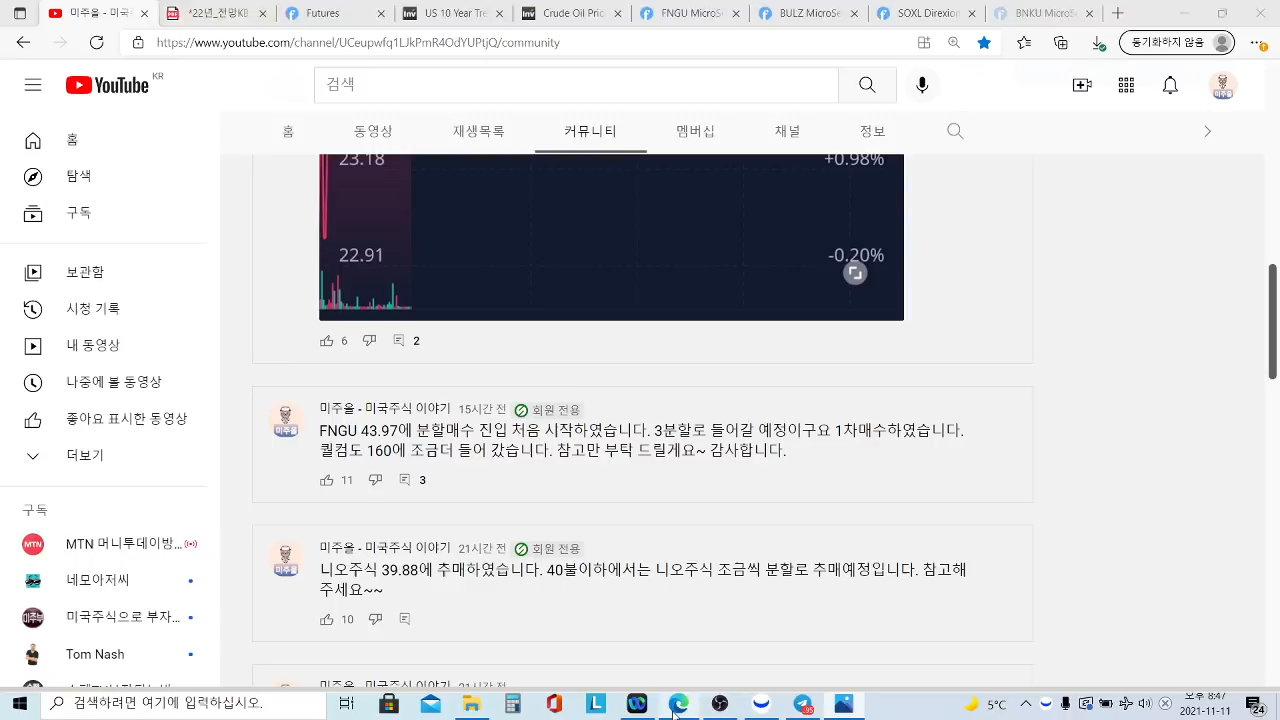 미주욜 - 미국주
*22년_전망KB
Futures
US 10 Year T
Crude Oil Pric
FNGU MicroSe
BULZ MicroSe
SOXL Direxion
BNKU MicroSe
https://www.youtube.com/channel/UCeupwfq1LJkPmR4OdYUPtjQ/community
동기화하지 않음
YouTube KR
검색
홈
동영상
재생목록
커뮤니티
멤버십
채널
정보
홈
탐색
구독
보관함
시청 기록
내 동영상
나중에 볼 동영상
좋아요 표시한 동영상
더보기
구독
MTN 머니투데이방...
네모아저씨
미국주식으로 부자...
Tom Nash
23.18 +0.98%
22.91 -0.20%
6 2
미주욜 - 미국주식 이야기 15시간 전 회원 전용
FNGU 43.97에 분할매수 진입 처음 시작하였습니다. 3분할로 들어갈 예정이구요 1차매수하였습니다.
퀄컴도 160에 조금더 들어 갔습니다. 참고만 부탁 드릴게요~ 감사합니다.
11 3
미주욜 - 미국주식 이야기 21시간 전 회원 전용
니오주식 39.88에 추매하였습니다. 40불이하에서는 니오주식 조금씩 분할로 추매예정입니다. 참고해
주세요~~
10
검색하려면 여기에 입력하십시오.
5°C
오후 8:47
2021-11-11
24